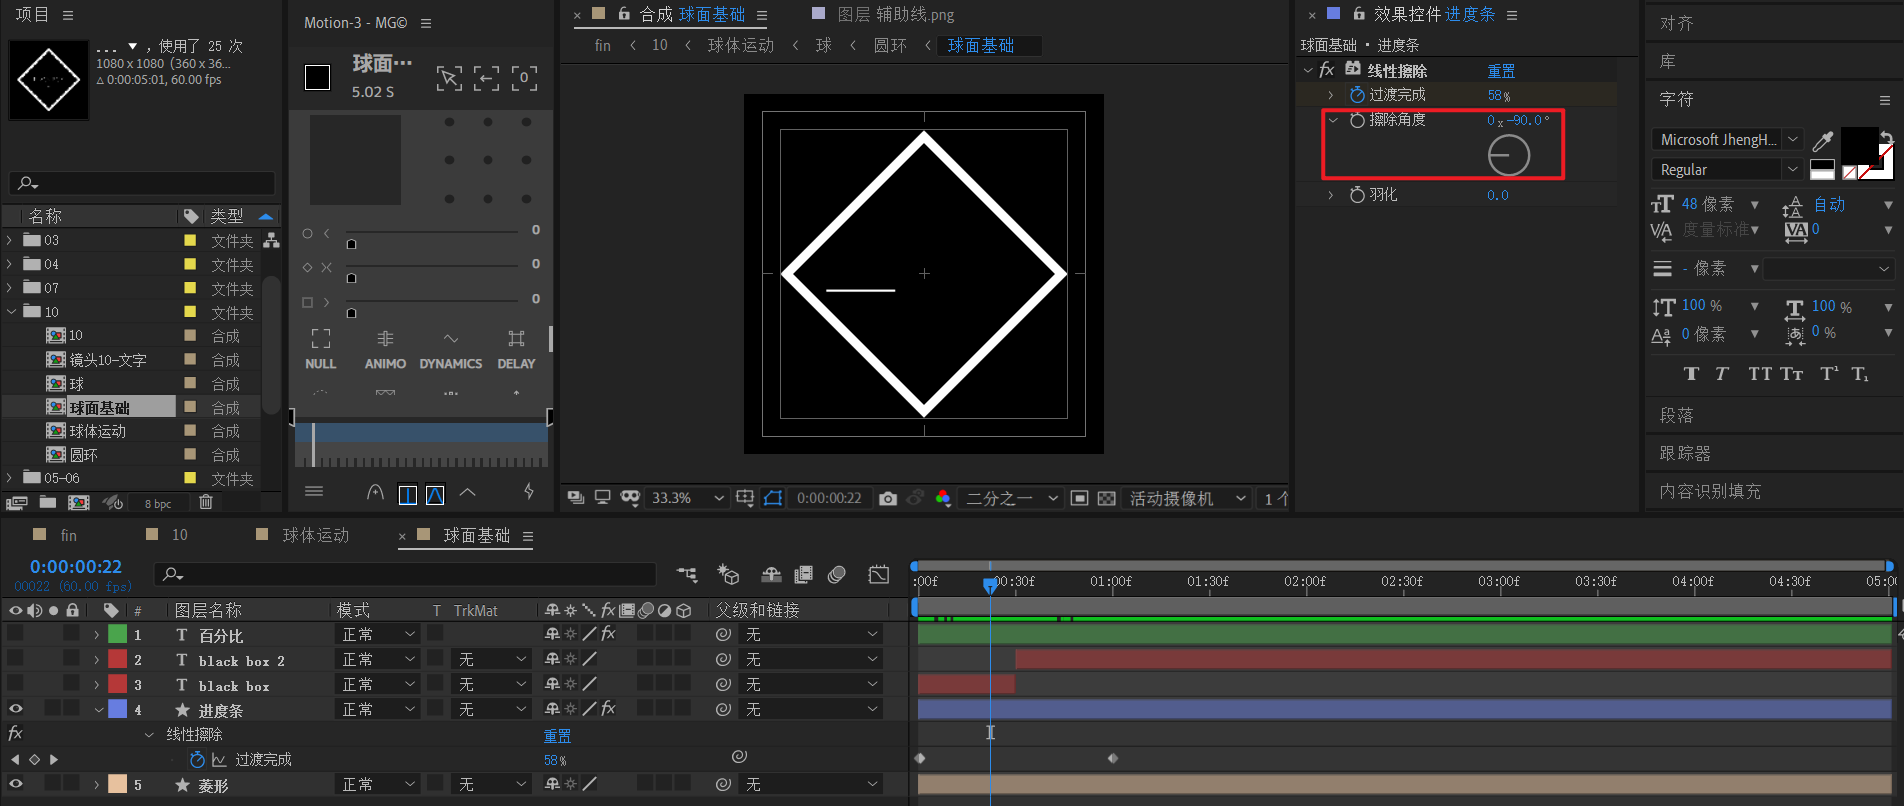 项目
... ▼ ，使用了 25 次
1080 x 1080 (360 x 36...
△ 0:00:05:01, 60.00 fps
名称 类型
03 文件夹
04 文件夹
07 文件夹
10 文件夹
10 合成
镜头10-文字 合成
球 合成
球面基础 合成
球体运动 合成
圆环 合成
05-06 文件夹
8 bpc
Motion-3 - MG©
球面...
5.02 S
0
0
0
0
NULL ANIMO DYNAMICS DELAY
× 合成 球面基础 图层 辅助线.png
fin ‹ 10 ‹ 球体运动 ‹ 球 ‹ 圆环 ‹ 球面基础
33.3% 0:00:00:22 二分之一 活动摄像机 1 个
× 效果控件 进度条
球面基础 · 进度条
fx 线性擦除 重置
过渡完成 58%
擦除角度 0 x -90.0°
羽化 0.0
对齐
库
字符
Microsoft JhengH...
Regular
48 像素 自动
度量标准 0
- 像素
100 % 100 %
0 像素 0 %
T T TT Tt T¹ T₁
段落
跟踪器
内容识别填充
fin 10 球体运动 × 球面基础
0:00:00:22
00022 (60.00 fps)
:00f 00:30f 01:00f 01:30f 02:00f 02:30f 03:00f 03:30f 04:00f 04:30f 05:00
# 图层名称 模式 T TrkMat fx 父级和链接
1 T 百分比 正常 fx 无
2 T black box 2 正常 无 无
3 T black box 正常 无 无
4 进度条 正常 无 fx 无
fx 线性擦除 重置
过渡完成 58%
5 菱形 正常 无 无